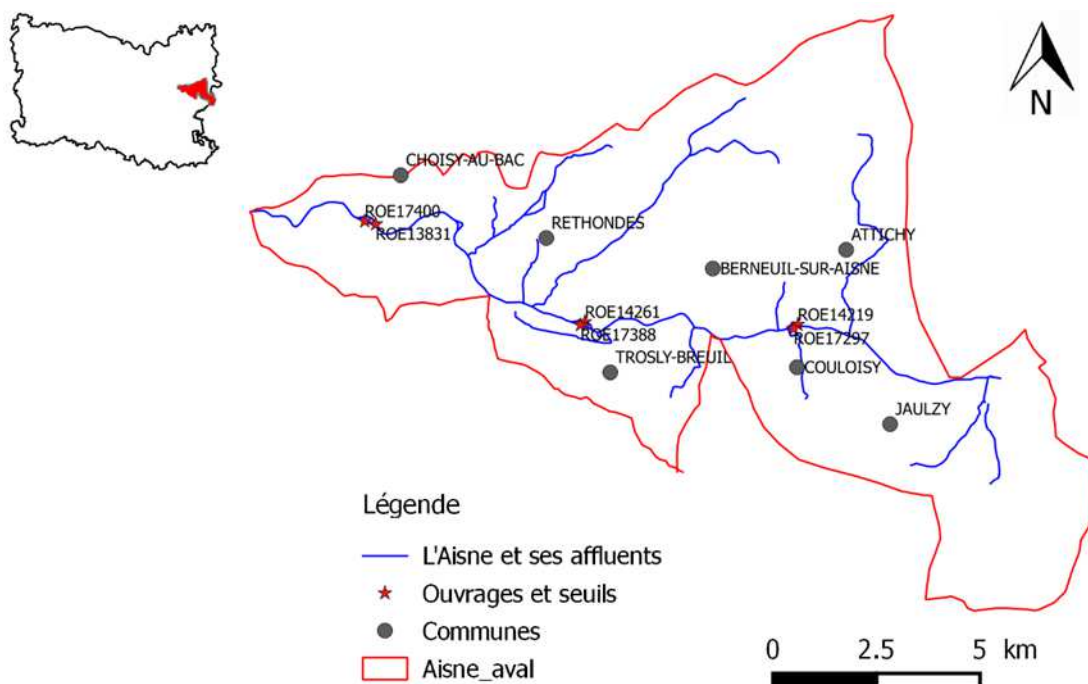 N
CHOISY-AU-BAC
ROE17400
ROE13831
RETHONDES
ATTICHY
BERNEUIL-SUR-AISNE
ROE14261
ROE17388
ROE14219
ROE17297
TROSLY-BREUIL
COULOISY
JAULZY
Légende
L'Aisne et ses affluents
Ouvrages et seuils
Communes
Aisne_aval
0 2.5 5 km